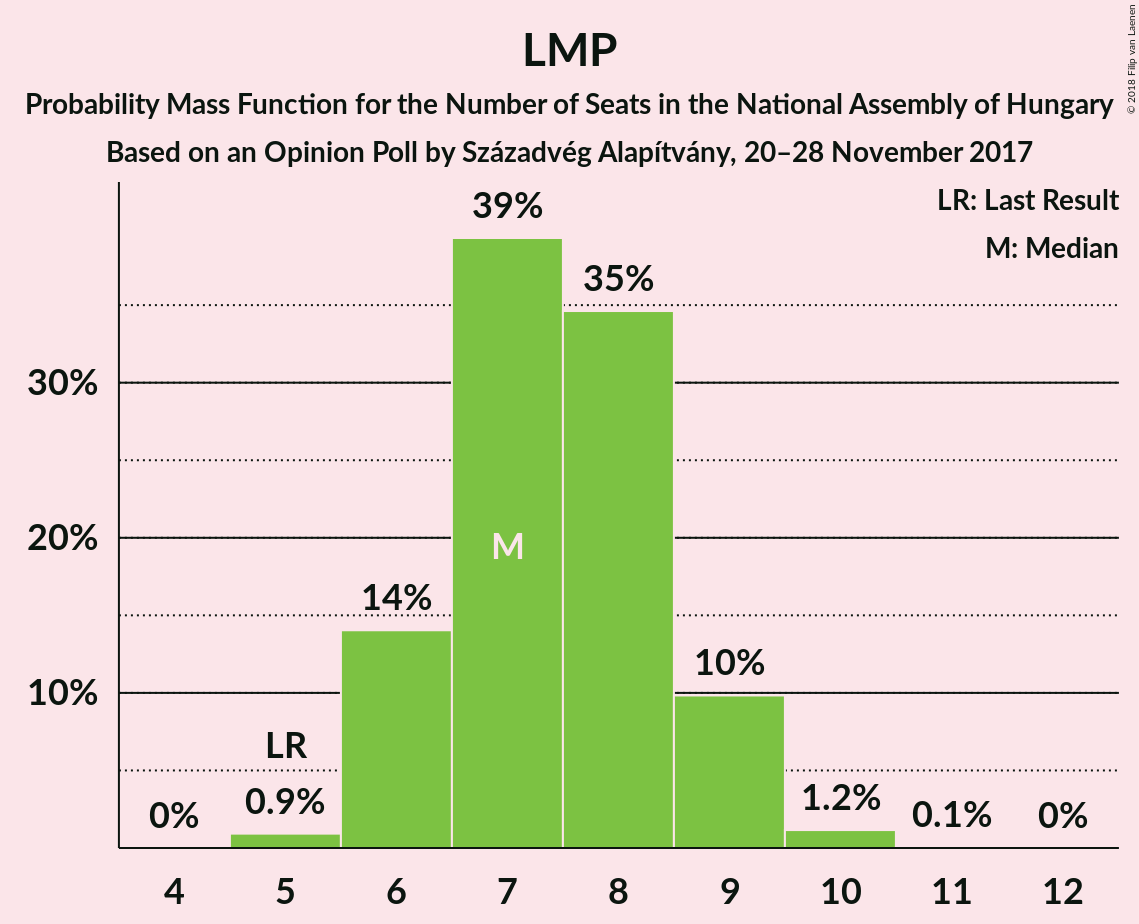 LMP
Probability Mass Function for the Number of Seats in the National Assembly of Hungary
Based on an Opinion Poll by Századvég Alapítvány, 20–28 November 2017
© 2018 Filip van Laenen
LR: Last Result
M: Median
39%
35%
30%
20%
M
14%
10%
10%
LR
0%
0.9%
1.2%
0.1%
0%
4 5 6 7 8 9 10 11 12